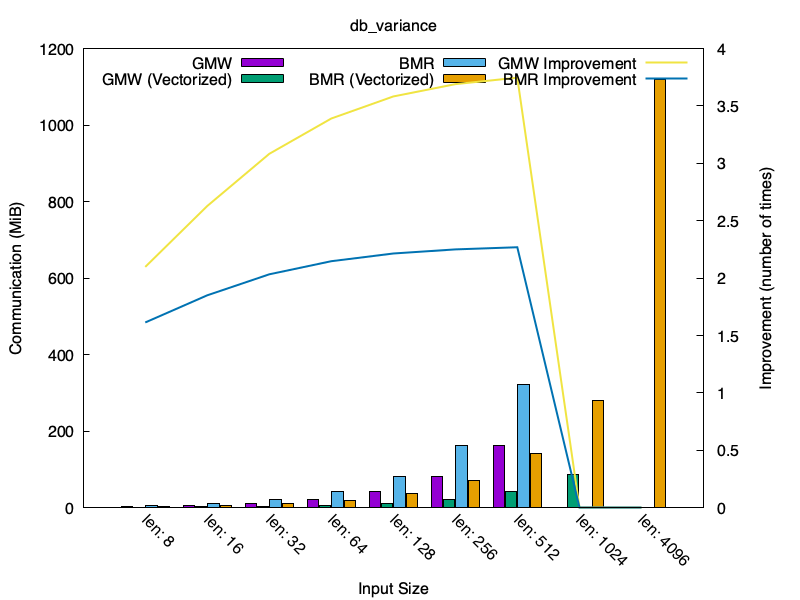 db_variance
GMW
GMW (Vectorized)
BMR
BMR (Vectorized)
GMW Improvement
BMR Improvement
Communication (MiB)
1200
1000
800
600
400
200
0
Improvement (number of times)
4
3.5
3
2.5
2
1.5
1
0.5
0
len: 8
len: 16
len: 32
len: 64
len: 128
len: 256
len: 512
len: 1024
len: 4096
Input Size